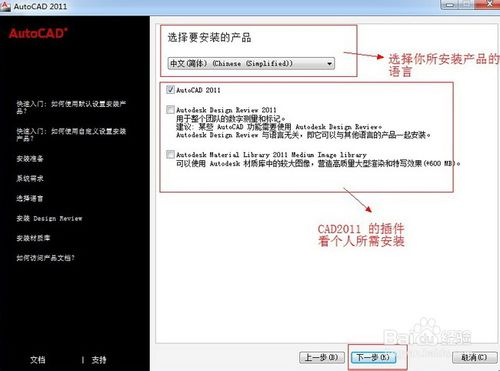 AutoCAD 2011
AutoCAD
快速入门：如何使用默认设置安装产
品?
快速入门：如何使用自定义设置安装
产品?
安装准备
系统需求
选择语言
安装 Design Review
安装材质库
如何访问产品文档?
文档 | 支持
选择要安装的产品
中文(简体) (Chinese (Simplified))
选择你所安装产品的
语言
AutoCAD 2011
Autodesk Design Review 2011
用于整个团队的数字测量和标记。
建议: 某些 AutoCAD 功能需要使用 Autodesk Design Review。
Autodesk Design Review 与语言无关，即它可以与其他语言的产品一起安装。
Autodesk Material Library 2011 Medium Image library
可以使用 Autodesk 材质库中的较大图像，营造高质量大型渲染和特写效果(+600 MB)。
CAD2011 的插件
看个人所需安装
上一步(B)
下一步(N)
取消(C)
Baidu 经验